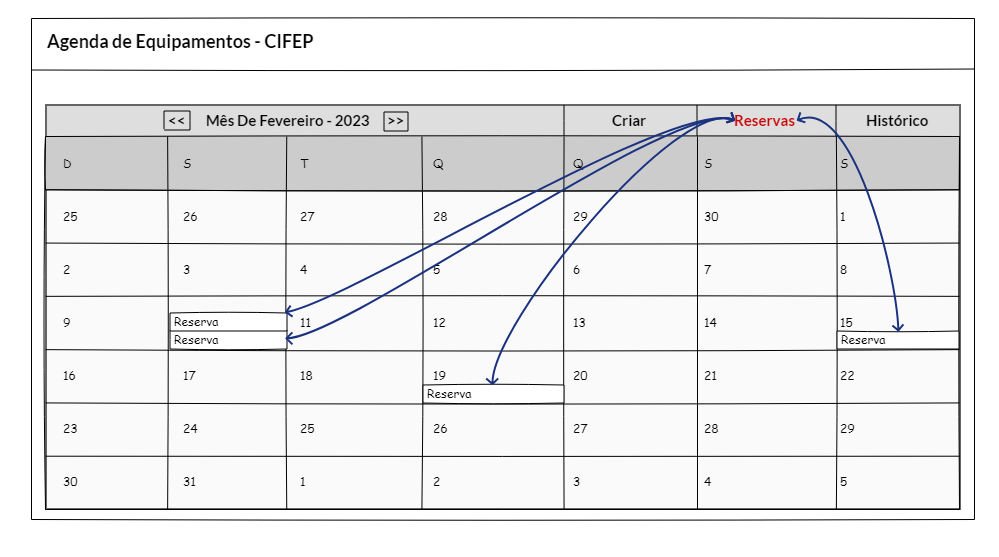 Agenda de Equipamentos - CIFEP
<< Mês De Fevereiro - 2023 >> Criar Reservas Histórico
D S T Q Q S S
25 26 27 28 29 30 1
2 3 4 5 6 7 8
9 Reserva 11 12 13 14 15
Reserva Reserva
16 17 18 19 20 21 22
Reserva
23 24 25 26 27 28 29
30 31 1 2 3 4 5